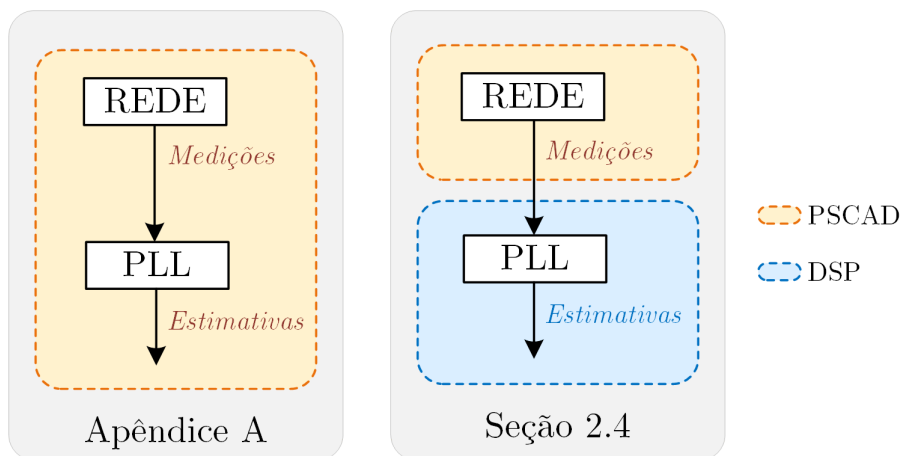 REDE
Medições
PLL
Estimativas
Apêndice A
REDE
Medições
PLL
Estimativas
Seção 2.4
PSCAD
DSP